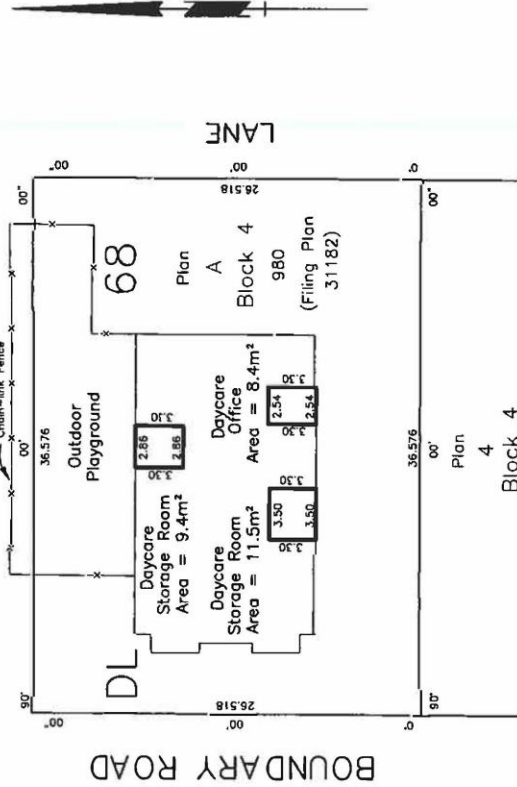 Chain-link Fence
36.576
90°
00'
00"
00"
00'
0"
Outdoor
Playground
DL
68
LANE
26.518
00'
BOUNDARY ROAD
26.518
00'
Daycare
Storage Room
Area = 9.4m²
2.86
2.86
3.30
3.30
Daycare
Storage Room
Area = 11.5m²
3.50
3.50
3.30
3.30
Daycare
Office
Area = 8.4m²
2.54
2.54
3.30
3.30
Plan
A
Block 4
980
(Filing Plan
31182)
36.576
90°
00'
00"
Plan
4
Block 4